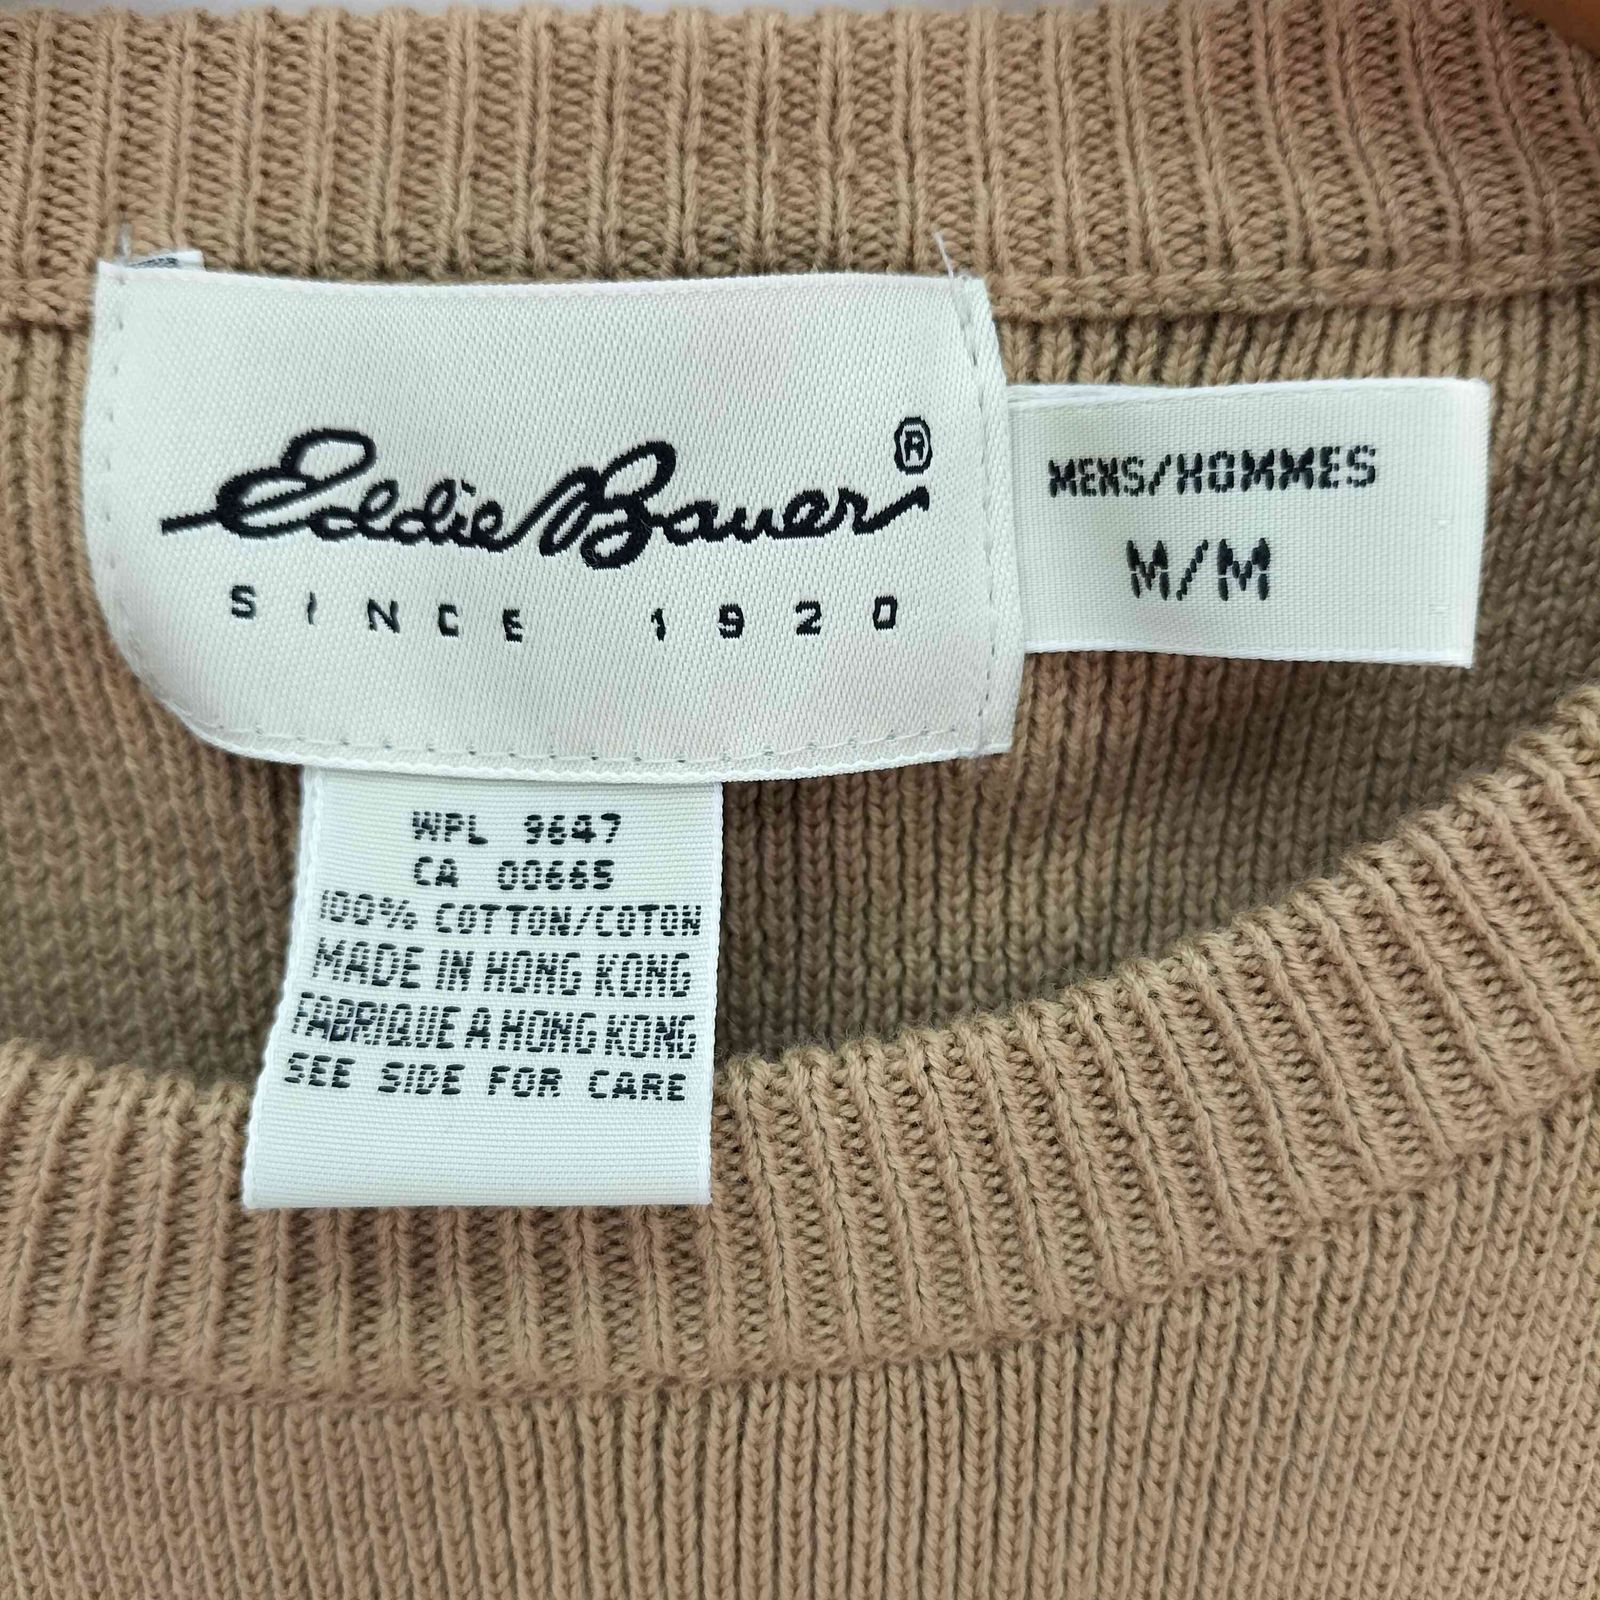 Eddie Bauer®
SINCE 1920
MENS/HOMMES
M/M
WPL 9647
CA 00665
100% COTTON/COTON
MADE IN HONG KONG
FABRIQUE A HONG KONG
SEE SIDE FOR CARE